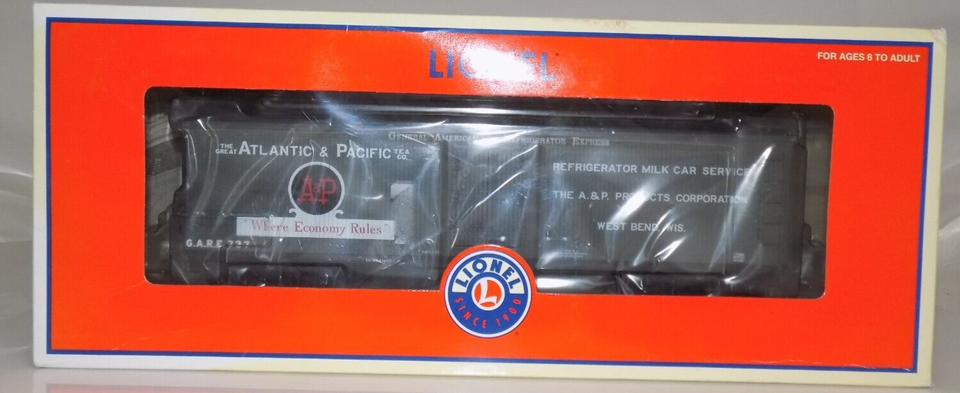 LIONEL
FOR AGES 8 TO ADULT
GENERAL AMERICAN REFRIGERATOR EXPRESS
THE GREAT ATLANTIC & PACIFIC TEA CO.
A&P
"Where Economy Rules"
G.A.R.E. 737
REFRIGERATOR MILK CAR SERVICE
THE A.&P. PRODUCTS CORPORATION
WEST BEND, WIS.
LIONEL
L
SINCE 1900